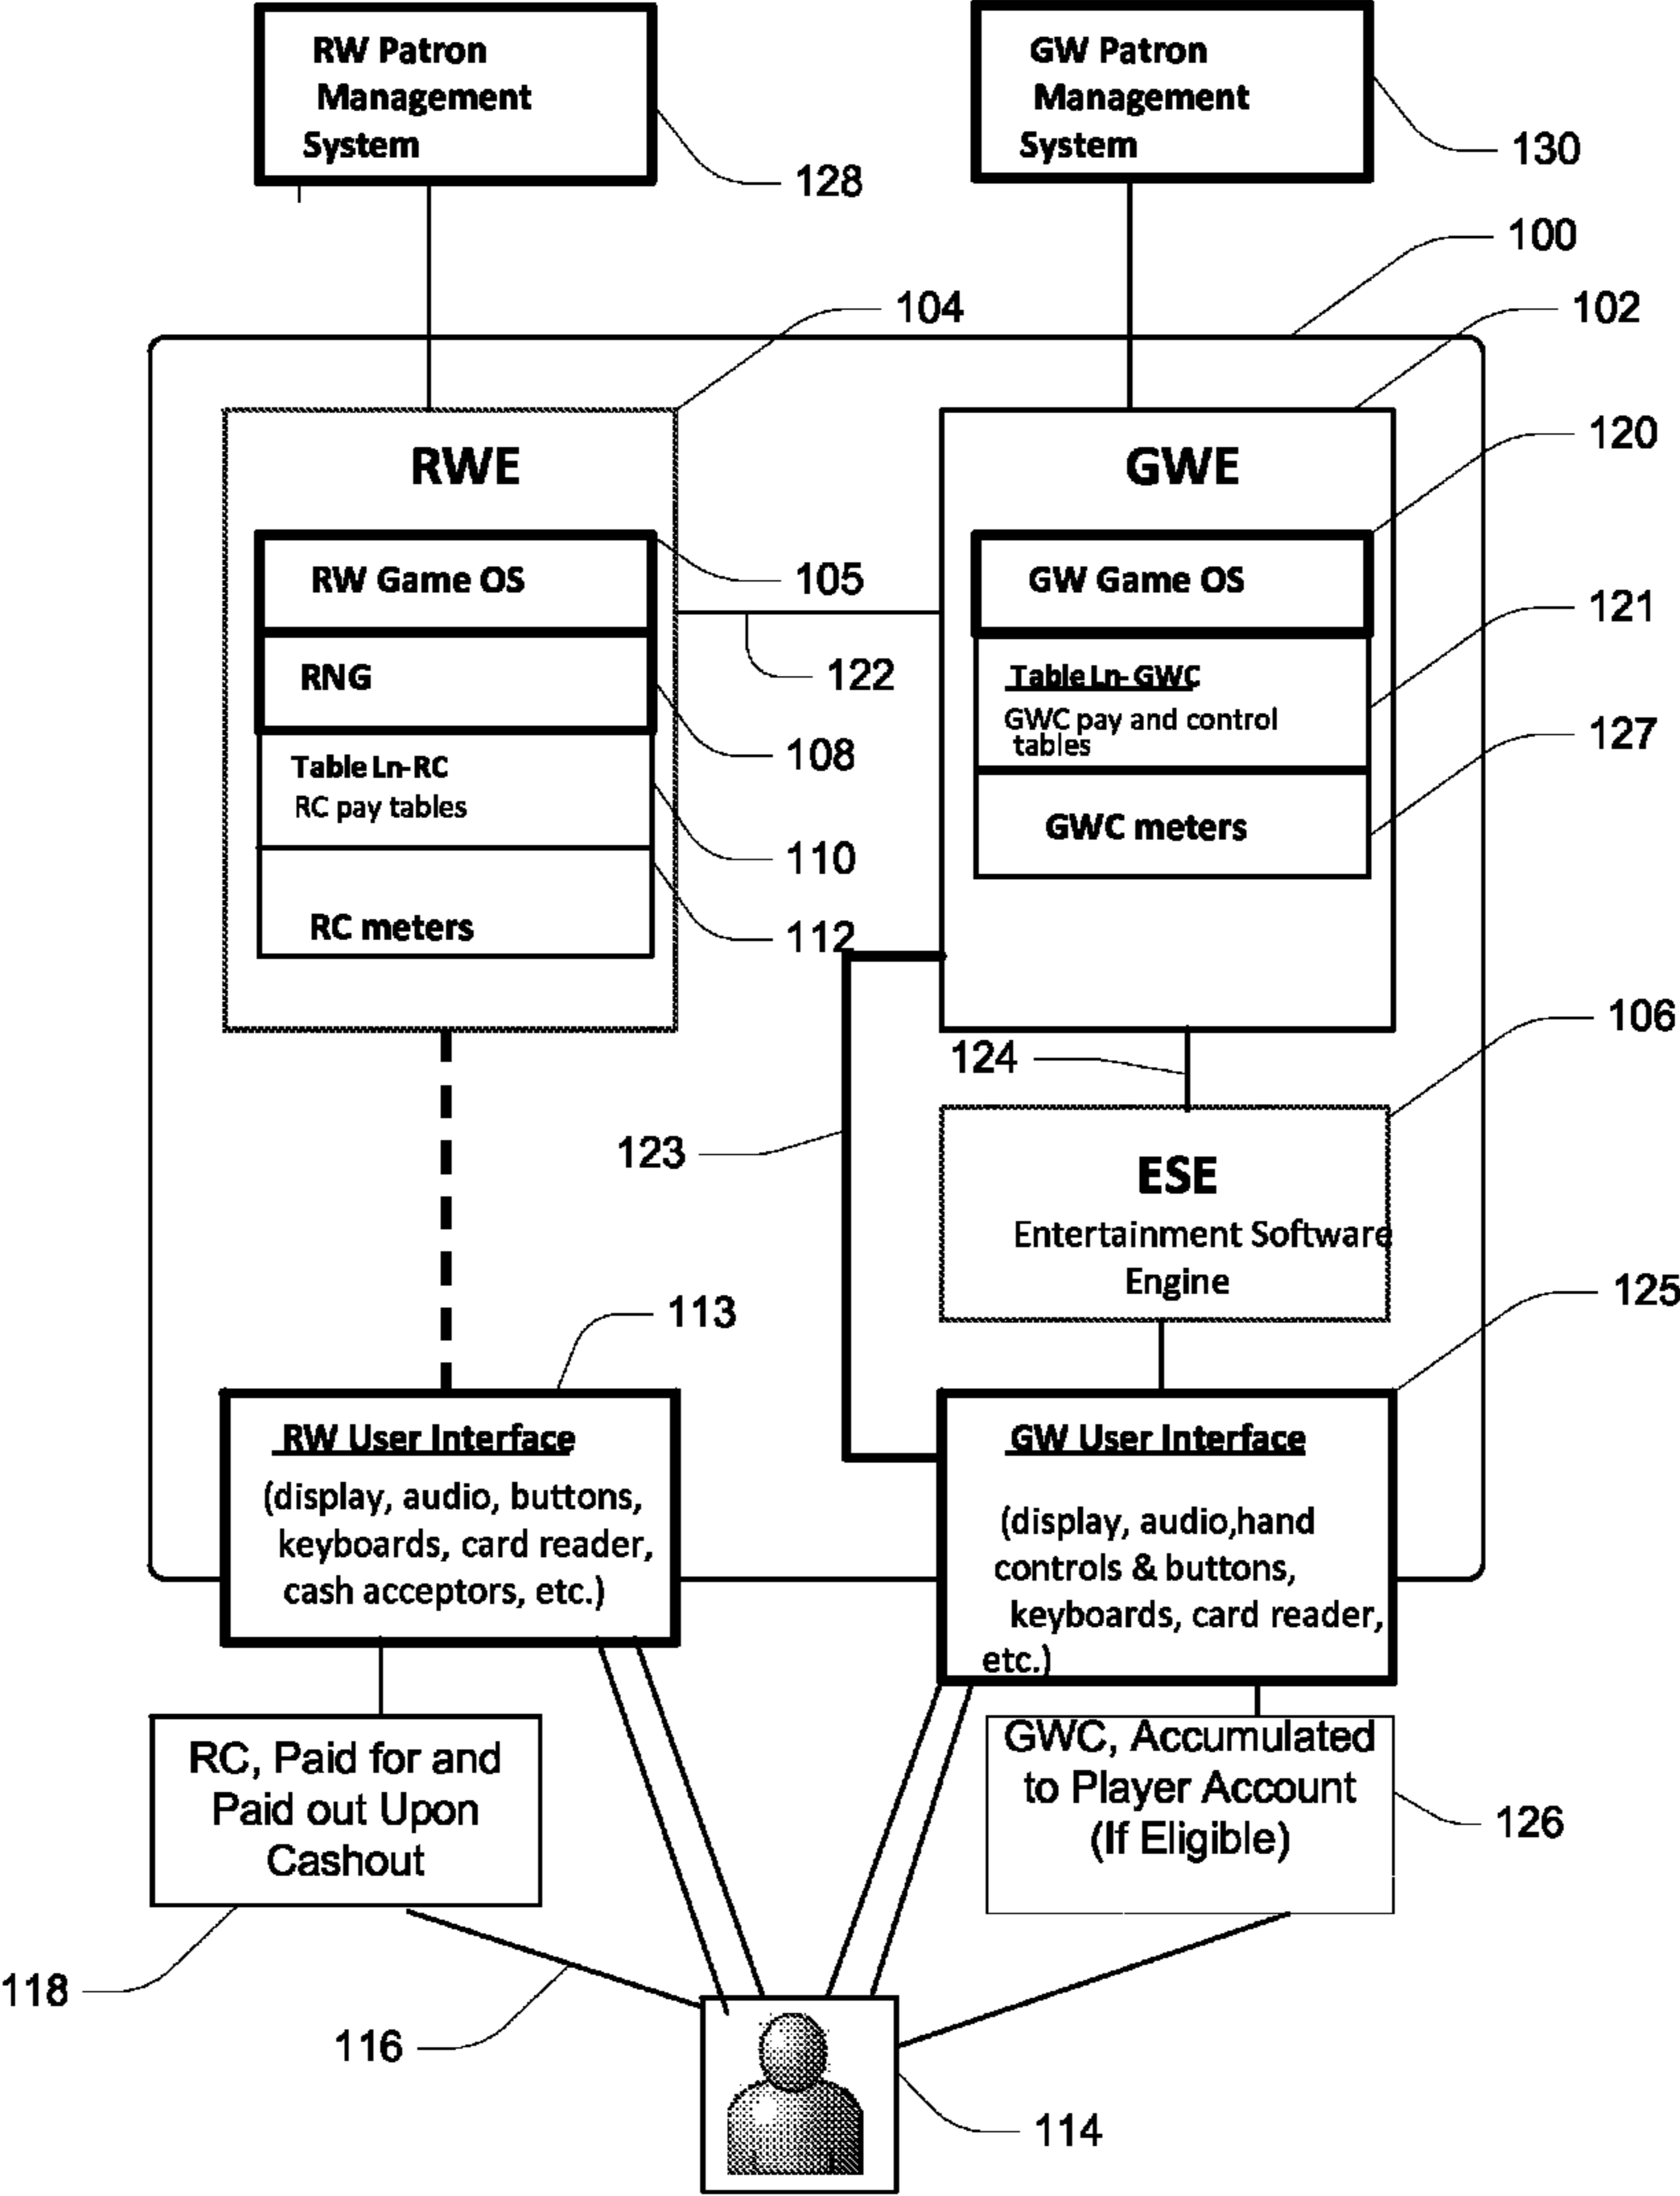 RW Patron
Management
System
128
GW Patron
Management
System
130
100
104
102
RWE
GWE
120
RW Game OS
105
GW Game OS
121
RNG
122
Table Ln-GWC
GWC pay and control
tables
127
108
Table Ln-RC
RC pay tables
110
GWC meters
RC meters
112
106
124
123
ESE
Entertainment Software
Engine
125
113
RW User Interface
(display, audio, buttons,
keyboards, card reader,
cash acceptors, etc.)
GW User Interface
(display, audio,hand
controls & buttons,
keyboards, card reader,
etc.)
RC, Paid for and
Paid out Upon
Cashout
GWC, Accumulated
to Player Account
(If Eligible)
126
118
116
114